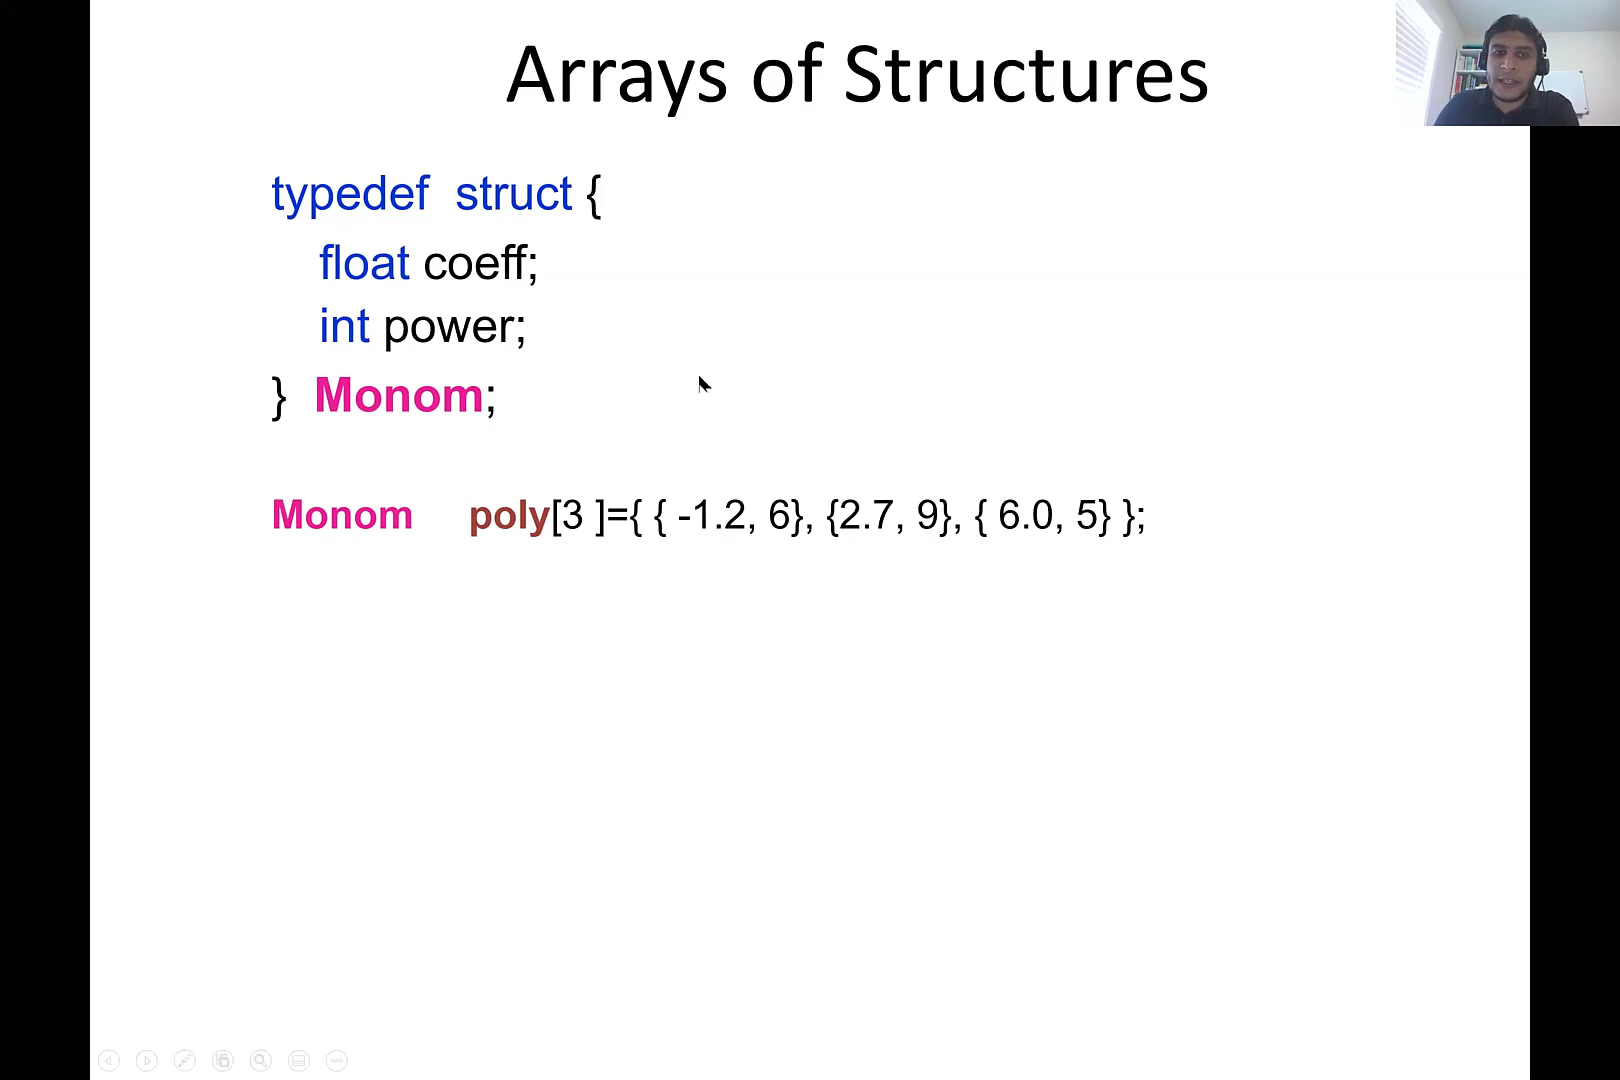 Arrays of Structures
typedef struct {
float coeff;
int power;
} Monom;
Monom poly[3 ]={ { -1.2, 6}, {2.7, 9}, { 6.0, 5} };